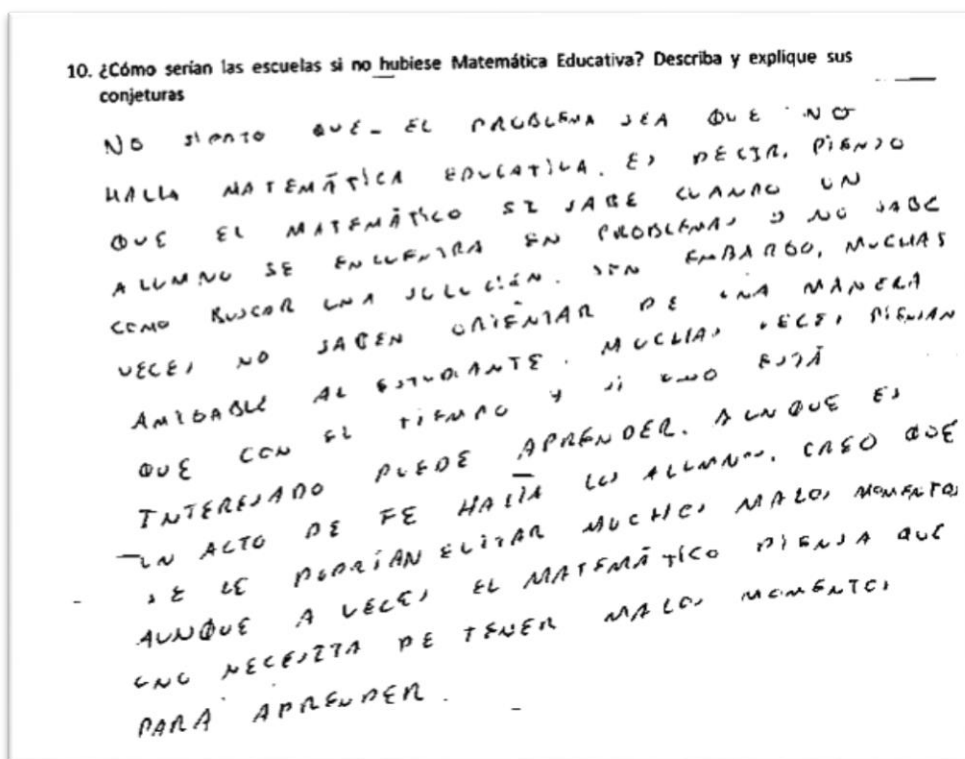 10. ¿Cómo serían las escuelas si no hubiese Matemática Educativa? Describa y explique sus
conjeturas
NO SIENTO QUE EL PROBLEMA SEA QUE NO
HALLA MATEMÁTICA EDUCATIVA. ES DECIR, PIENSO
QUE EL MATEMÁTICO SI SABE CUANDO UN
ALUMNO SE ENCUENTRA EN PROBLEMAS Y NO SABE
COMO BUSCAR UNA SOLUCIÓN. SIN EMBARGO, MUCHAS
VECES NO SABEN ORIENTAR DE UNA MANERA
AMIGABLE AL ESTUDIANTE. MUCHAS VECES PIENSAN
QUE CON EL TIEMPO Y SI UNO ESTÁ
INTERESADO PUEDE APRENDER. AUNQUE ES
UN ACTO DE FE HACIA LOS ALUMNOS, CREO QUE
SE LE PODRÍAN EVITAR MUCHOS MALOS MOMENTOS
AUNQUE A VECES EL MATEMÁTICO PIENSA QUE
UNO NECESITA DE TENER MALOS MOMENTOS
PARA APRENDER.